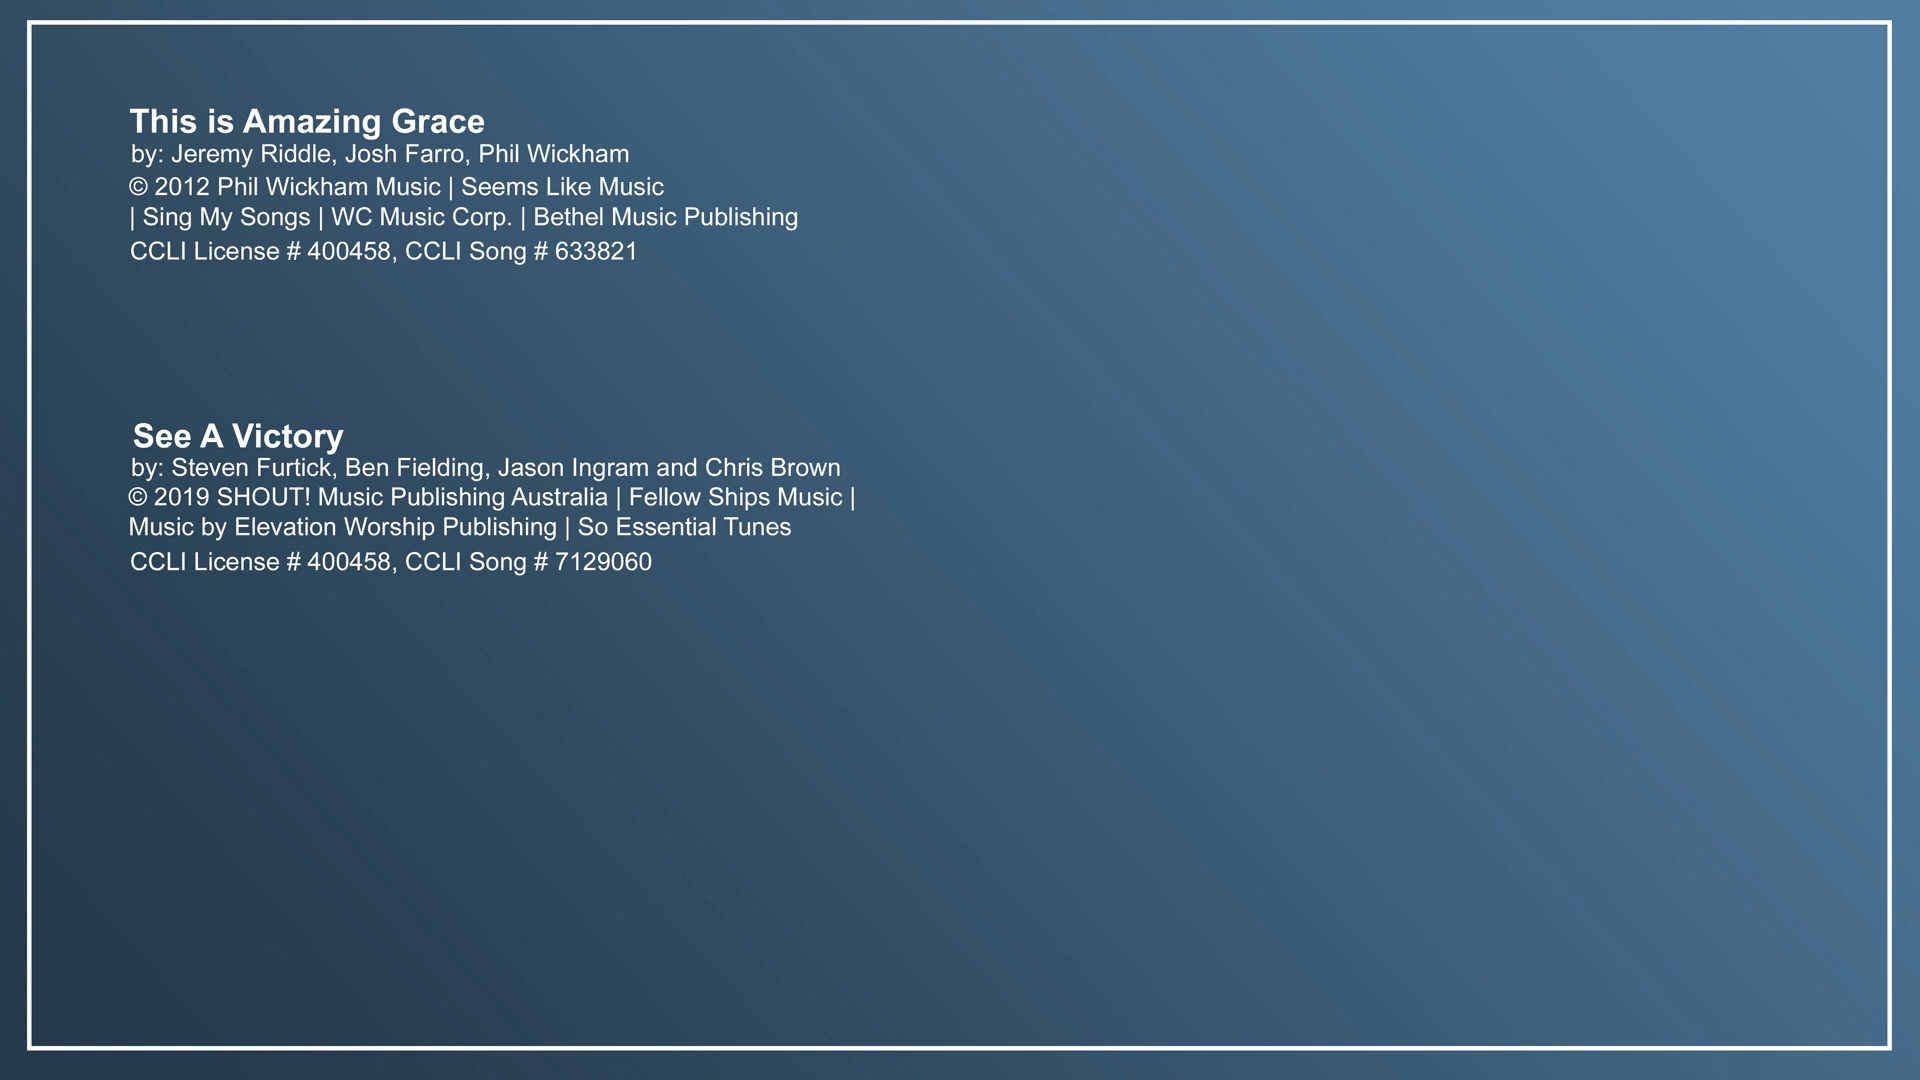 This is Amazing Grace
by: Jeremy Riddle, Josh Farro, Phil Wickham
© 2012 Phil Wickham Music | Seems Like Music
| Sing My Songs | WC Music Corp. | Bethel Music Publishing
CCLI License # 400458, CCLI Song # 633821
See A Victory
by: Steven Furtick, Ben Fielding, Jason Ingram and Chris Brown
© 2019 SHOUT! Music Publishing Australia | Fellow Ships Music |
Music by Elevation Worship Publishing | So Essential Tunes
CCLI License # 400458, CCLI Song # 7129060